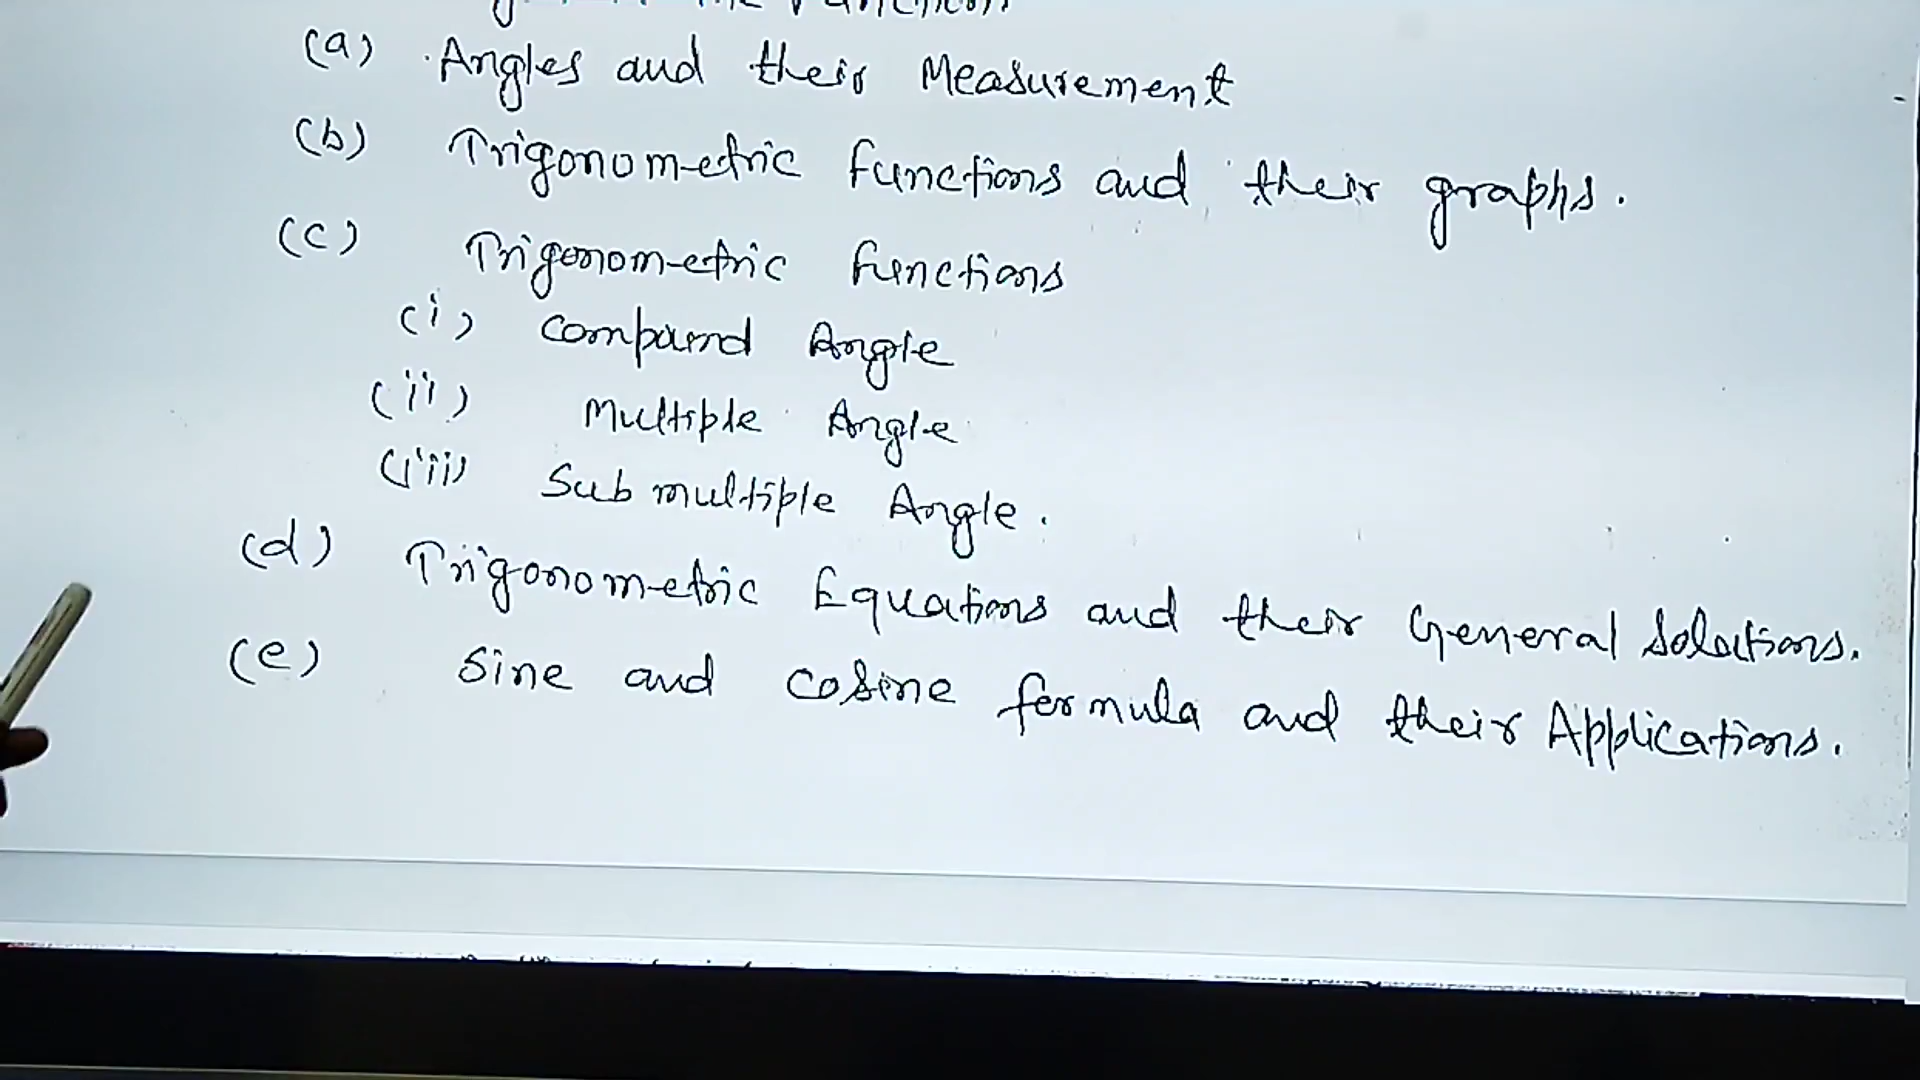 (a) Angles and their Measurement
(b) Trigonometric functions and their graphs.
(c) Trigonometric functions
(i) Compound Angle
(ii) Multiple Angle
(iii) Sub multiple Angle.
(d) Trigonometric Equations and their General Solutions.
(e) Sine and Cosine formula and their Applications.